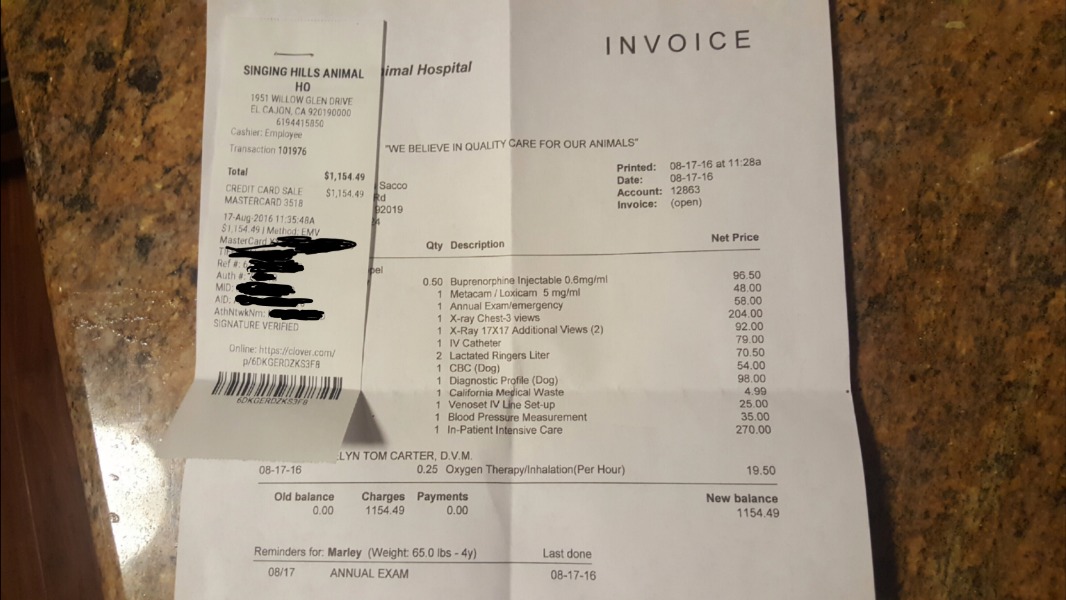 SINGING HILLS ANIMAL
HO
1951 WILLOW GLEN DRIVE
EL CAJON, CA 920190000
6194415850
Cashier: Employee
Transaction 101976
Total $1,154.49
CREDIT CARD SALE $1,154.49
MASTERCARD 3518
17-Aug-2016 11:35:48A
$1,154.49 | Method: EMV
MasterCard
Ref #:
Auth #:
MID:
AID:
AthNtwkNm:
SIGNATURE VERIFIED
Online: https://clover.com/
p/6DKGERDZKS3F8
6DKGERDZKS3F8
INVOICE
imal Hospital
"WE BELIEVE IN QUALITY CARE FOR OUR ANIMALS"
Printed: 08-17-16 at 11:28a
Date: 08-17-16
Account: 12863
Invoice: (open)
Sacco
Rd
92019
4
Qty Description Net Price
pel
0.50 Buprenorphine Injectable 0.6mg/ml 96.50
1 Metacam / Loxicam 5 mg/ml 48.00
1 Annual Exam/emergency 58.00
1 X-ray Chest-3 views 204.00
1 X-Ray 17X17 Additional Views (2) 92.00
1 IV Catheter 79.00
2 Lactated Ringers Liter 70.50
1 CBC (Dog) 54.00
1 Diagnostic Profile (Dog) 98.00
1 California Medical Waste 4.99
1 Venoset IV Line Set-up 25.00
1 Blood Pressure Measurement 35.00
1 In-Patient Intensive Care 270.00
LYN TOM CARTER, D.V.M.
08-17-16 0.25 Oxygen Therapy/Inhalation(Per Hour) 19.50
Old balance Charges Payments New balance
0.00 1154.49 0.00 1154.49
Reminders for: Marley (Weight: 65.0 lbs - 4y) Last done
08/17 ANNUAL EXAM 08-17-16